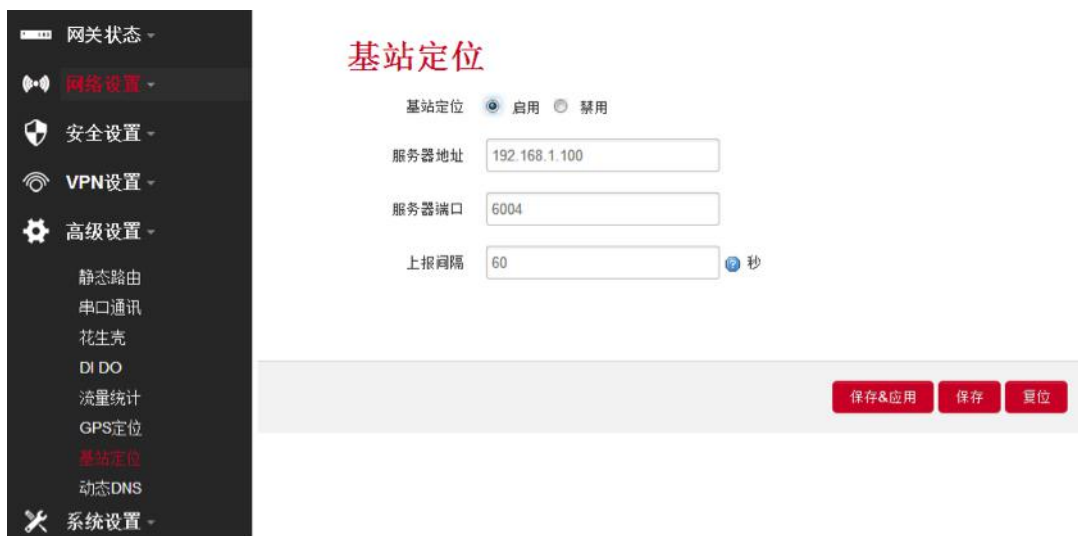 网关状态
网络设置
安全设置
VPN设置
高级设置
静态路由
串口通讯
花生壳
DI DO
流量统计
GPS定位
基站定位
动态DNS
系统设置
基站定位
基站定位 启用 禁用
服务器地址 192.168.1.100
服务器端口 6004
上报间隔 60 ? 秒
保存&应用 保存 复位